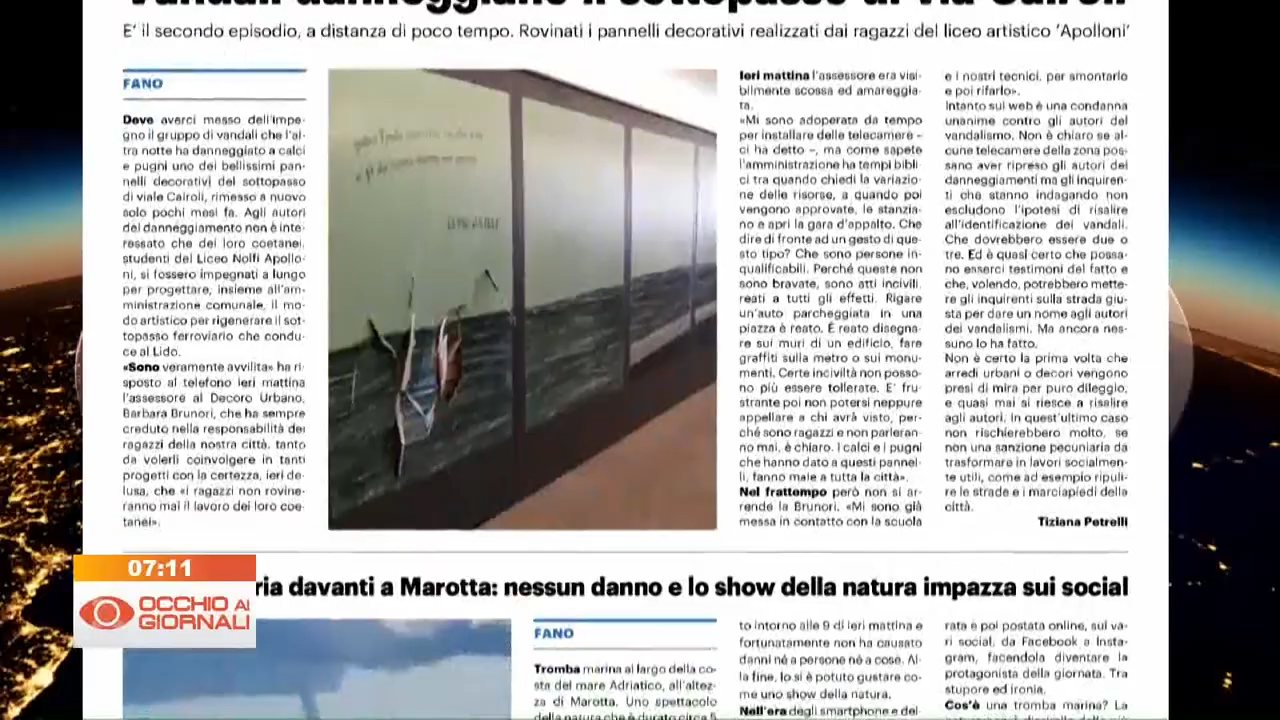 E' il secondo episodio, a distanza di poco tempo. Rovinati i pannelli decorativi realizzati dai ragazzi del liceo artistico 'Apolloni'
FANO
Deve averci messo dell'impe-
gno il gruppo di vandali che l'al-
tra notte ha danneggiato a calci
e pugni uno dei bellissimi pan-
nelli decorativi del sottopasso
di viale Cairoli, rimesso a nuovo
solo pochi mesi fa. Agli autori
del danneggiamento non è inte-
ressato che dei loro coetanei,
studenti del Liceo Nolfi Apollo-
ni, si fossero impegnati a lungo
per progettare, insieme all'am-
ministrazione comunale, il mo-
do artistico per rigenerare il sot-
topasso ferroviario che condu-
ce al Lido.
«Sono veramente avvilita» ha ri-
sposto al telefono ieri mattina
l'assessore al Decoro Urbano,
Barbara Brunori, che ha sempre
creduto nella responsabilità dei
ragazzi della nostra città, tanto
da volerli coinvolgere in tanti
progetti con la certezza, ieri de-
lusa, che «i ragazzi non rovine-
ranno mai il lavoro dei loro coe-
tanei».
Ieri mattina l'assessore era visi-
bilmente scossa ed amareggia-
ta.
«Mi sono adoperata da tempo
per installare delle telecamere –
ci ha detto –, ma come sapete
l'amministrazione ha tempi bibli-
ci tra quando chiedi la variazio-
ne delle risorse, a quando poi
vengono approvate, le stanzia-
no e apri la gara d'appalto. Che
dire di fronte ad un gesto di que-
sto tipo? Che sono persone in-
qualificabili. Perché queste non
sono bravate, sono atti incivili,
reati a tutti gli effetti. Rigare
un'auto parcheggiata in una
piazza è reato. È reato disegna-
re sui muri di un edificio, fare
graffiti sulla metro o sui monu-
menti. Certe inciviltà non posso-
no più essere tollerate. E' fru-
strante poi non potersi neppure
appellare a chi avrà visto, per-
ché sono ragazzi e non parleran-
no mai, è chiaro. I calci e i pugni
che hanno dato a questi pannel-
li, fanno male a tutta la città».
Nel frattempo però non si ar-
rende la Brunori. «Mi sono già
messa in contatto con la scuola
e i nostri tecnici, per smontarlo
e poi rifarlo».
Intanto sul web è una condanna
unanime contro gli autori del
vandalismo. Non è chiaro se al-
cune telecamere della zona pos-
sano aver ripreso gli autori dei
danneggiamenti ma gli inquiren-
ti che stanno indagando non
escludono l'ipotesi di risalire
all'identificazione dei vandali.
Che dovrebbero essere due o
tre. Ed è quasi certo che possa-
no esserci testimoni del fatto e
che, volendo, potrebbero mette-
re gli inquirenti sulla strada giu-
sta per dare un nome agli autori
dei vandalismi. Ma ancora nes-
suno lo ha fatto.
Non è certo la prima volta che
arredi urbani o decori vengono
presi di mira per puro dileggio,
e quasi mai si riesce a risalire
agli autori. In quest'ultimo caso
non rischierebbero molto, se
non una sanzione pecuniaria da
trasformare in lavori socialmen-
te utili, come ad esempio ripuli-
re le strade e i marciapiedi della
città.
Tiziana Petrelli
07:11
OCCHIO AI
GIORNALI
ria davanti a Marotta: nessun danno e lo show della natura impazza sui social
FANO
Tromba marina al largo della co-
sta del mare Adriatico, all'altez-
za di Marotta. Uno spettacolo
della natura che è durato circa
to intorno alle 9 di ieri mattina e
fortunatamente non ha causato
danni né a persone né a cose. Al-
la fine, lo si è potuto gustare co-
me uno show della natura.
Nell'era degli smartphone e del-
rata e poi postata online, sui va-
ri social, da Facebook a Insta-
gram, facendola diventare la
protagonista della giornata. Tra
stupore ed ironia.
Cos'è una tromba marina? La